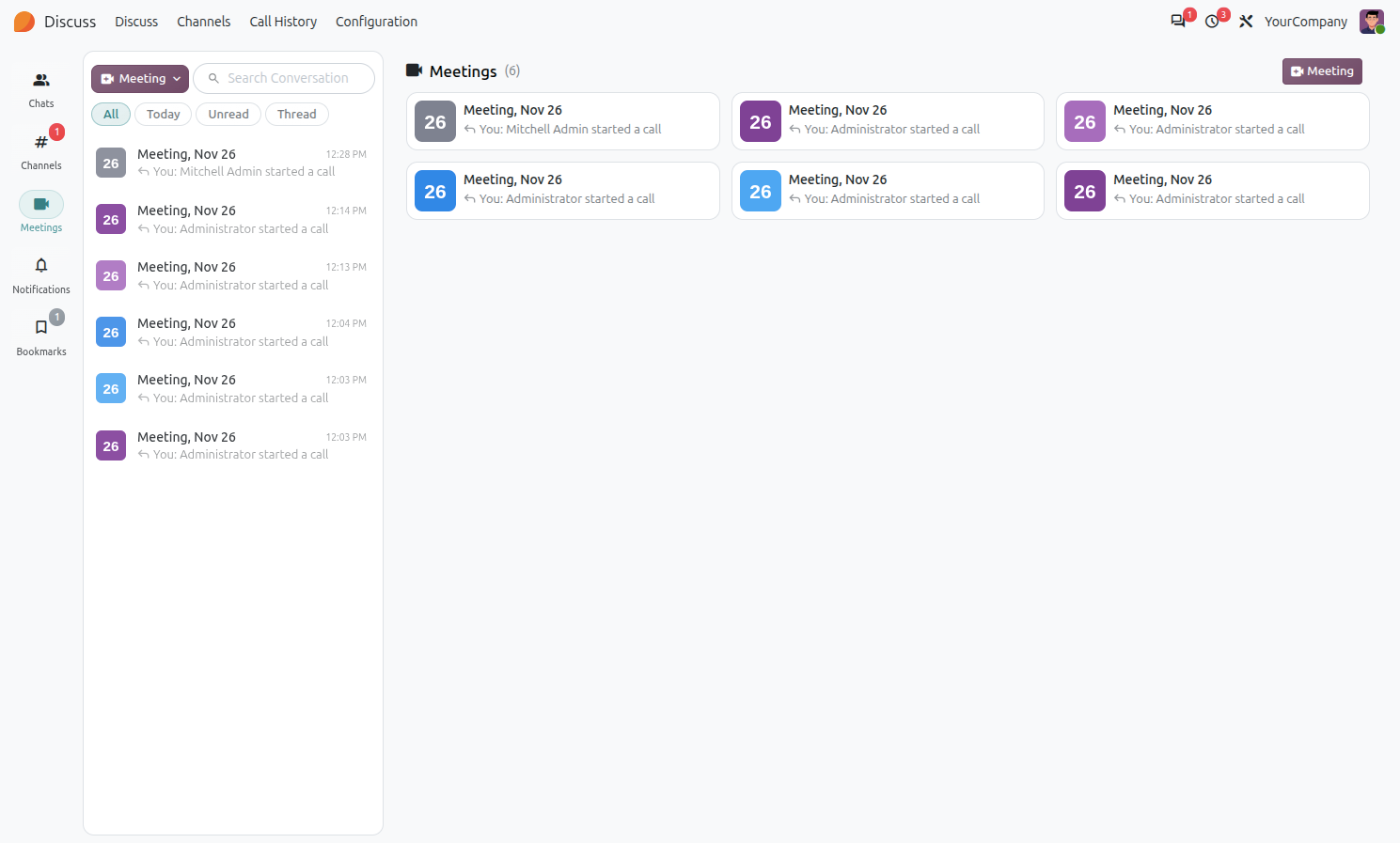 Discuss Discuss Channels Call History Configuration 1 3 YourCompany
Chats
1
Channels
Meetings
Notifications
1
Bookmarks
Meeting Search Conversation
All Today Unread Thread
26 Meeting, Nov 26 12:28 PM
You: Mitchell Admin started a call
26 Meeting, Nov 26 12:14 PM
You: Administrator started a call
26 Meeting, Nov 26 12:13 PM
You: Administrator started a call
26 Meeting, Nov 26 12:04 PM
You: Administrator started a call
26 Meeting, Nov 26 12:03 PM
You: Administrator started a call
26 Meeting, Nov 26 12:03 PM
You: Administrator started a call
Meetings (6) Meeting
26 Meeting, Nov 26
You: Mitchell Admin started a call
26 Meeting, Nov 26
You: Administrator started a call
26 Meeting, Nov 26
You: Administrator started a call
26 Meeting, Nov 26
You: Administrator started a call
26 Meeting, Nov 26
You: Administrator started a call
26 Meeting, Nov 26
You: Administrator started a call